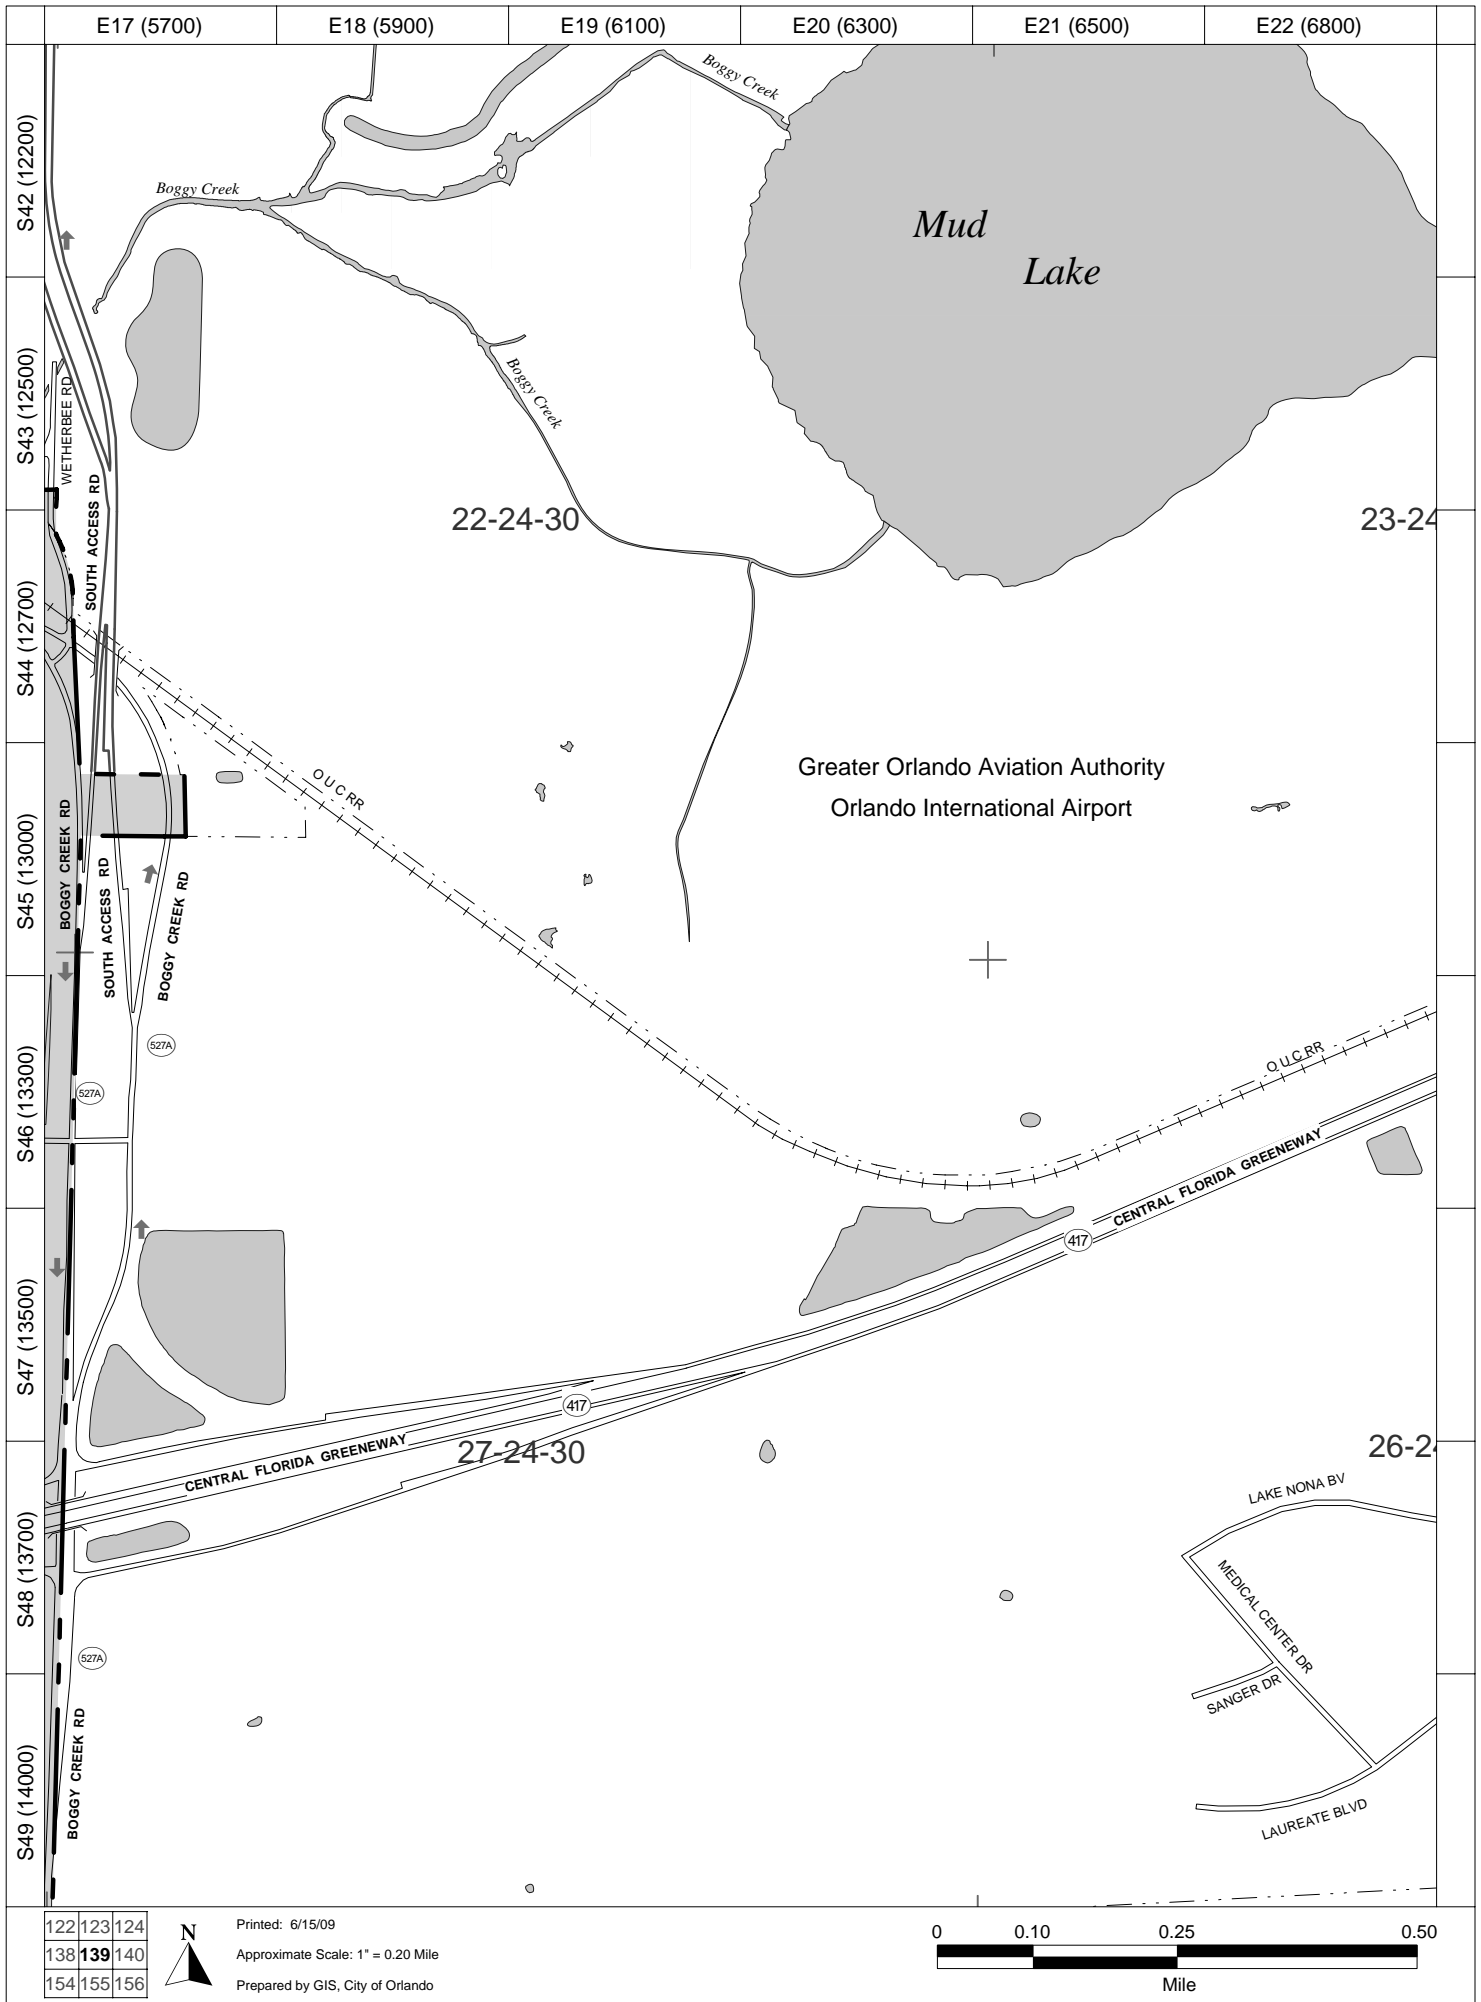 E17 (5700)
E18 (5900)
E19 (6100)
E20 (6300)
E21 (6500)
E22 (6800)
S42 (12200)
S43 (12500)
S44 (12700)
S45 (13000)
S46 (13300)
S47 (13500)
S48 (13700)
S49 (14000)
Boggy Creek
Boggy Creek
Mud
Lake
Boggy Creek
WETHERBEE RD
SOUTH ACCESS RD
22-24-30
23-24
O U C RR
Greater Orlando Aviation Authority
Orlando International Airport
BOGGY CREEK RD
SOUTH ACCESS RD
BOGGY CREEK RD
527A
527A
O U C RR
CENTRAL FLORIDA GREENEWAY
417
417
CENTRAL FLORIDA GREENEWAY
27-24-30
26-24
LAKE NONA BV
MEDICAL CENTER DR
SANGER DR
LAUREATE BLVD
527A
BOGGY CREEK RD
122 123 124
138 139 140
154 155 156
N
Printed: 6/15/09
Approximate Scale: 1" = 0.20 Mile
Prepared by GIS, City of Orlando
0 0.10 0.25 0.50
Mile